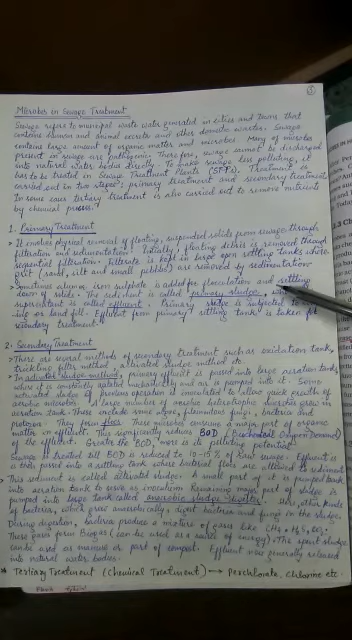 Microbes in Sewage Treatment
Sewage refers to municipal waste water generated in cities and towns that
contains human and animal excreta and other domestic wastes. Sewage
contains large amount of organic matter and microbes. Many of microbes
present in sewage are pathogenic. Therefore, sewage cannot be discharged
into natural water bodies directly. To make sewage less polluting, it
has to be treated in Sewage Treatment Plants (STPs). Treatment is
carried out in two steps: primary treatment and secondary treatment
In some cases tertiary treatment is also carried out to remove nutrients
by chemical process.
1. Primary Treatment
> It involves physical removal of floating, suspended solids from sewage through
filtration and sedimentation. Initially, floating debris is removed through
sequential filtration. Filterate is kept in large open settling tanks where
grit (sand, silt and small pebbles) are removed by sedimentation
> Sometimes alum or iron sulphate is added for flocculation and settling
down of solids. The sediment is called primary sludge, while
supernatant is called effluent. Primary sludge is subjected to
or land fill. Effluent from primary settling tank is taken for
secondary treatment.
2. Secondary Treatment
> There are several methods of secondary treatment such as oxidation tank,
trickling filter method, activated sludge method etc
> In activated sludge method, primary effluent is passed into large aeration tanks
where it is constantly agitated mechanically and air is pumped into it. Some
activated sludge of previous operation is inoculated to obtain quick results of
aerobic microbes. A large number of aerobic heterotrophic microbes grow in
aeration tank. These include some algae, filamentous fungi, bacteria and
protozoa. They form flocs. These microbes consume a major part of organic
matter in effluent. This significantly reduces BOD (Biochemical Oxygen Demand)
of the effluent. Greater the BOD, more is its polluting potential.
Sewage is treated till BOD is reduced to 10-15% of raw sewage. Effluent is
then passed into a settling tank where bacterial flocs are allowed to sediment
> This sediment is called activated sludge. A small part of it is pumped back
into aeration tank to serve as inoculum. Remaining major part of sludge is
pumped into large tank called anaerobic sludge digester. Here, other kinds
of bacteria, which grow anaerobically, digest bacteria and fungi in the sludge.
During digestion, bacteria produce a mixture of gases like CH4, H2S, CO2.
These gases form Biogas (can be used as a source of energy). The spent sludge
can be used as manure or part of compost. Effluent now generally released
into natural water bodies.
* Tertiary Treatment (Chemical Treatment) → Perchlorate, Chlorine etc